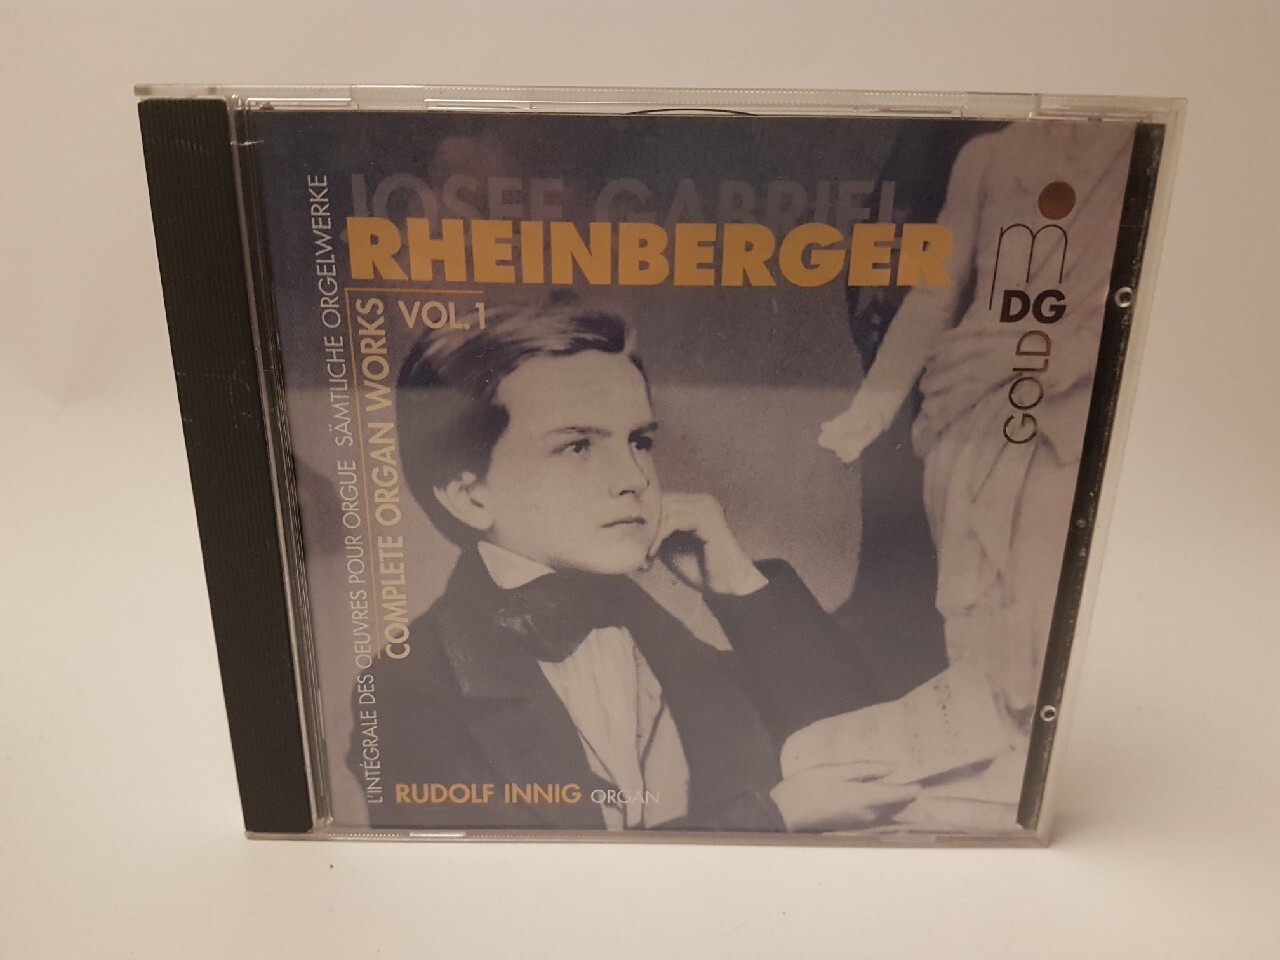 JOSEF GABRIEL
RHEINBERGER
VOL.1
COMPLETE ORGAN WORKS
L'INTÉGRALE DES OEUVRES POUR ORGUE SÄMTLICHE ORGELWERKE
RUDOLF INNIG ORGAN
m
DG
GOLD